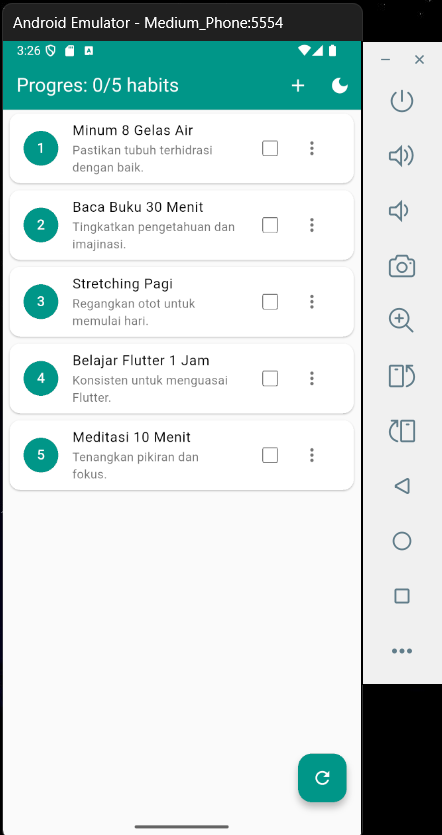 Android Emulator - Medium_Phone:5554
3:26
A
Progres: 0/5 habits
1
Minum 8 Gelas Air
Pastikan tubuh terhidrasi
dengan baik.
2
Baca Buku 30 Menit
Tingkatkan pengetahuan dan
imajinasi.
3
Stretching Pagi
Regangkan otot untuk
memulai hari.
4
Belajar Flutter 1 Jam
Konsisten untuk menguasai
Flutter.
5
Meditasi 10 Menit
Tenangkan pikiran dan
fokus.